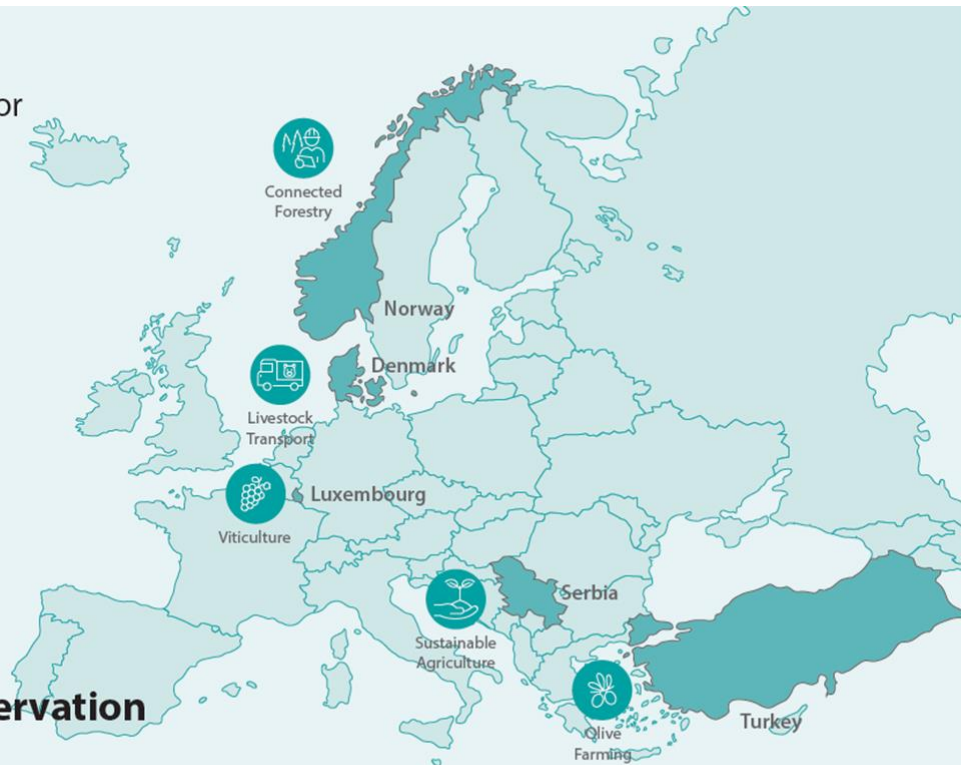 or
Connected
Forestry
Norway
Denmark
Livestock
Transport
Luxembourg
Viticulture
Serbia
Sustainable
Agriculture
ervation
Turkey
Olive
Farming